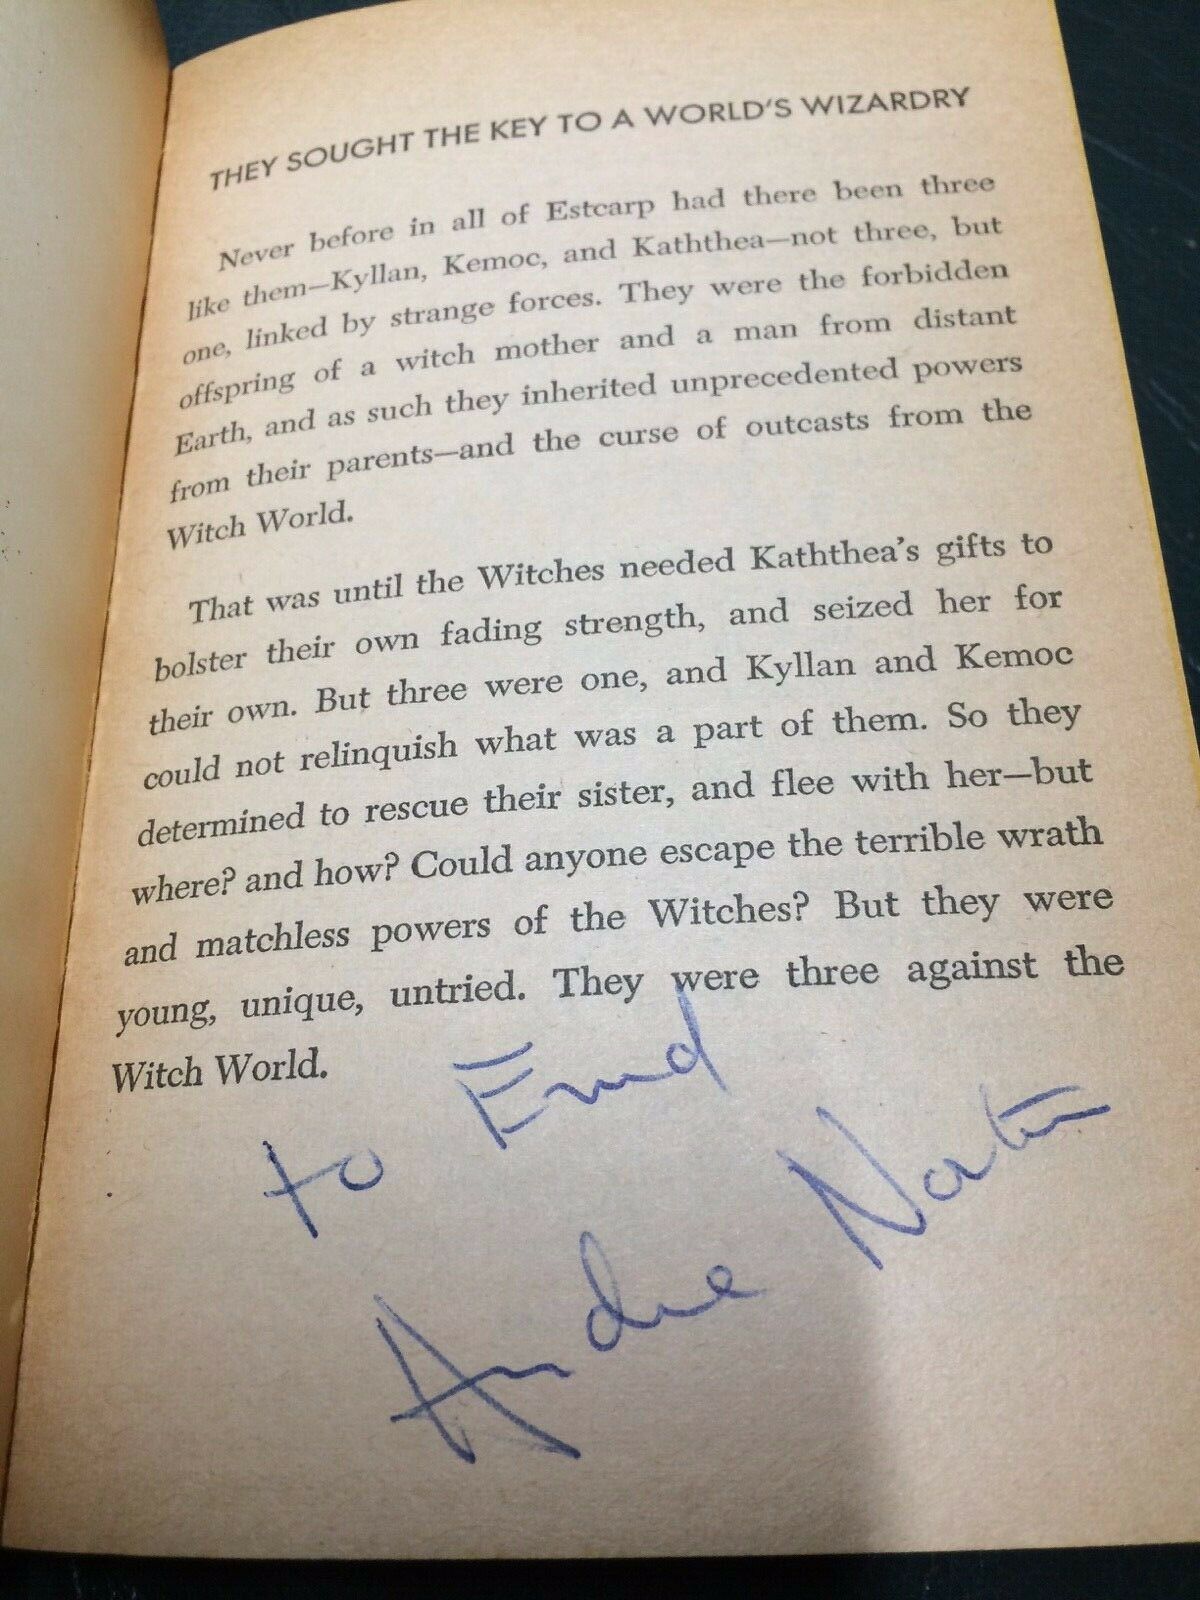 THEY SOUGHT THE KEY TO A WORLD'S WIZARDRY
Never before in all of Estcarp had there been three
like them—Kyllan, Kemoc, and Kaththea—not three, but
one, linked by strange forces. They were the forbidden
offspring of a witch mother and a man from distant
Earth, and as such they inherited unprecedented powers
from their parents—and the curse of outcasts from the
Witch World.
That was until the Witches needed Kaththea's gifts to
bolster their own fading strength, and seized her for
their own. But three were one, and Kyllan and Kemoc
could not relinquish what was a part of them. So they
determined to rescue their sister, and flee with her—but
where? and how? Could anyone escape the terrible wrath
and matchless powers of the Witches? But they were
young, unique, untried. They were three against the
Witch World.
to Enid
Andre Norton